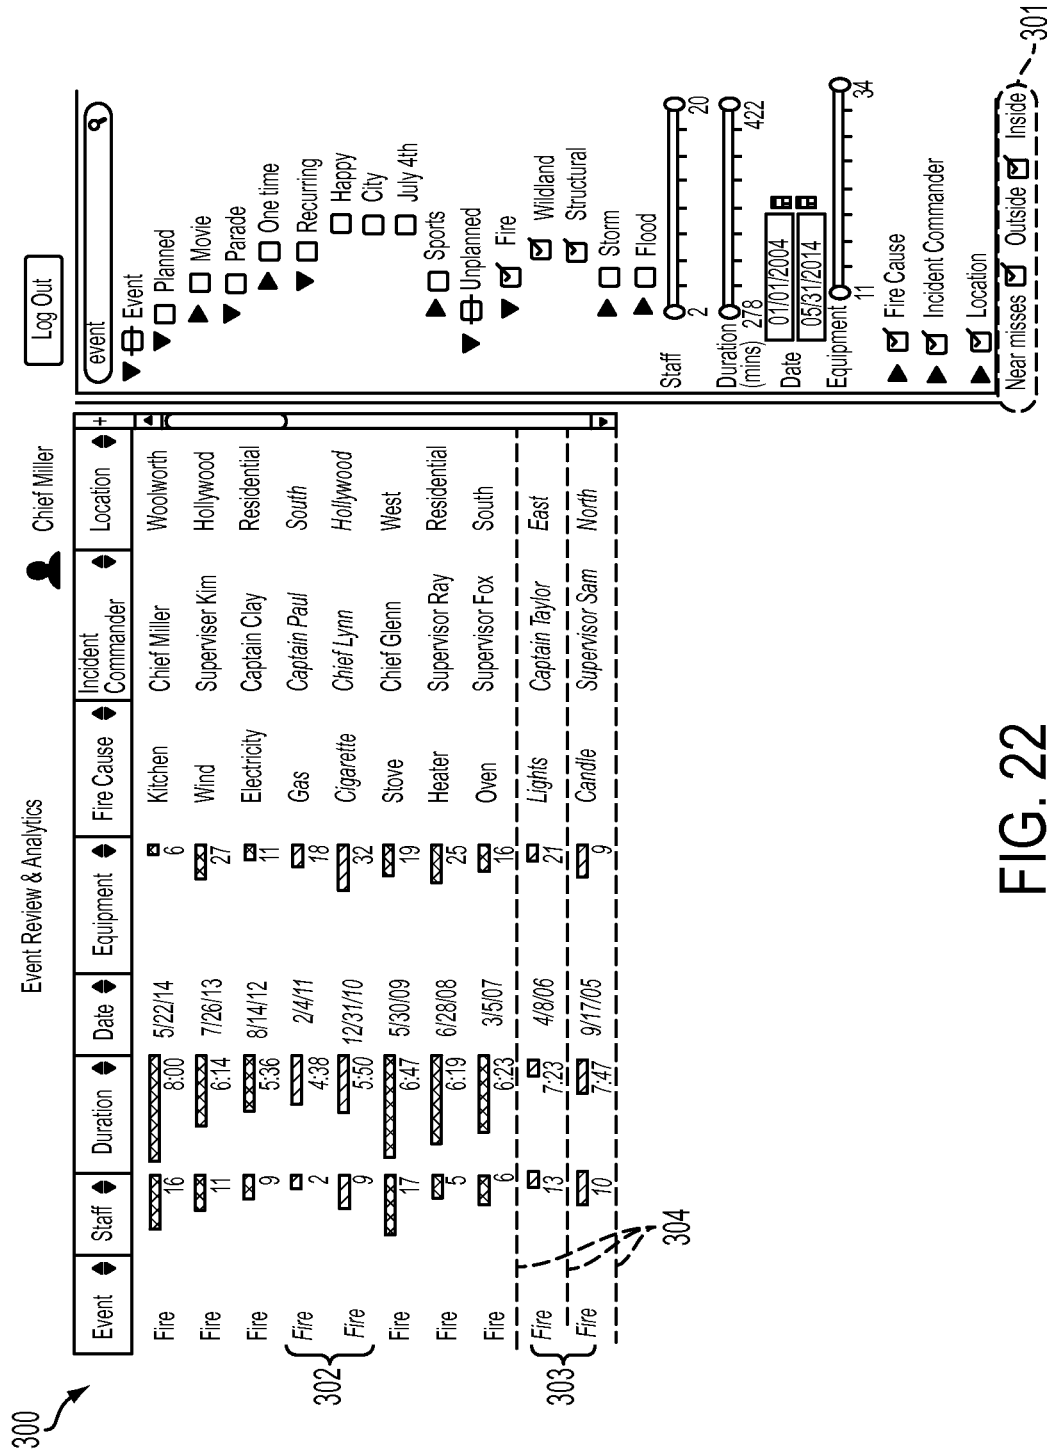 300
Event Review & Analytics
Chief Miller
Log Out
Event Staff Duration Date Equipment Fire Cause Incident Commander Location +
Fire 16 8:00 5/22/14 6 Kitchen Chief Miller Woolworth
Fire 11 6:14 7/26/13 27 Wind Superviser Kim Hollywood
Fire 9 5:36 8/14/12 11 Electricity Captain Clay Residential
Fire 2 4:38 2/4/11 18 Gas Captain Paul South
Fire 9 5:50 12/31/10 32 Cigarette Chief Lynn Hollywood
Fire 17 6:47 5/30/09 19 Stove Chief Glenn West
Fire 5 6:19 6/28/08 25 Heater Supervisor Ray Residential
Fire 6 6:23 3/5/07 16 Oven Supervisor Fox South
Fire 13 7:23 4/8/06 21 Lights Captain Taylor East
Fire 10 7:47 9/17/05 9 Candle Supervisor Sam North
302
303
304
event
Event
Planned
Movie
Parade
One time
Recurring
Happy
City
July 4th
Sports
Unplanned
Fire
Wildland
Structural
Storm
Flood
Staff
2 20
Duration
(mins) 278 422
Date
01/01/2004
05/31/2014
Equipment
11 34
Fire Cause
Incident Commander
Location
Near misses Outside Inside
301
FIG. 22